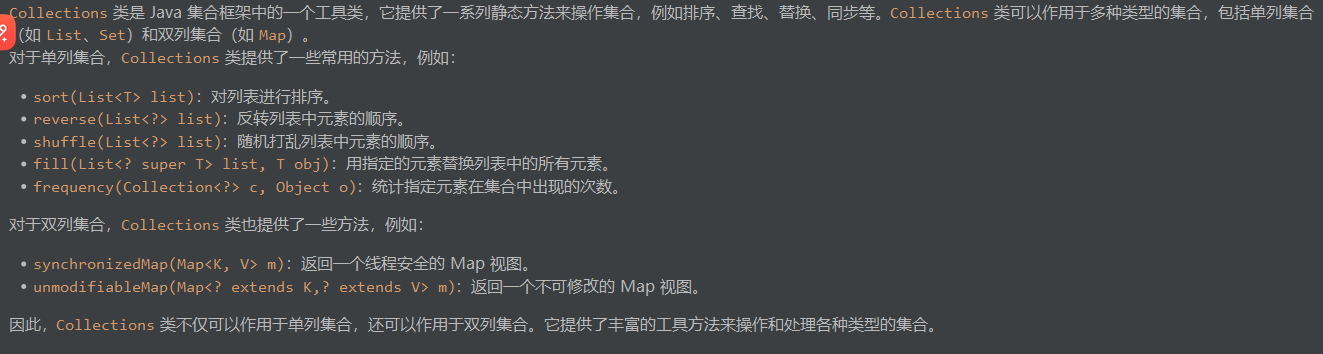 Collections 类是 Java 集合框架中的一个工具类，它提供了一系列静态方法来操作集合，例如排序、查找、替换、同步等。Collections 类可以作用于多种类型的集合，包括单列集合
（如 List、Set）和双列集合（如 Map）。
对于单列集合，Collections 类提供了一些常用的方法，例如：
• sort(List<T> list)：对列表进行排序。
• reverse(List<?> list)：反转列表中元素的顺序。
• shuffle(List<?> list)：随机打乱列表中元素的顺序。
• fill(List<? super T> list, T obj)：用指定的元素替换列表中的所有元素。
• frequency(Collection<?> c, Object o)：统计指定元素在集合中出现的次数。
对于双列集合，Collections 类也提供了一些方法，例如：
• synchronizedMap(Map<K, V> m)：返回一个线程安全的 Map 视图。
• unmodifiableMap(Map<? extends K,? extends V> m)：返回一个不可修改的 Map 视图。
因此，Collections 类不仅可以作用于单列集合，还可以作用于双列集合。它提供了丰富的工具方法来操作和处理各种类型的集合。